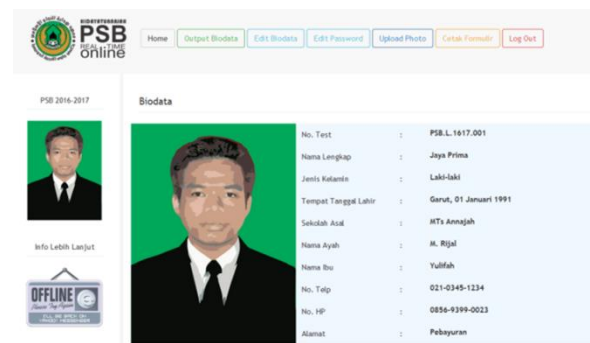 HIDAYATUSSIBIAN
PSB
REAL TIME
online
Home
Output Biodata
Edit Biodata
Edit Password
Upload Photo
Cetak Formulir
Log Out
PSB 2016-2017
Info Lebih Lanjut
OFFLINE
Biodata
No. Test : PSB.L.1617.001
Nama Lengkap : Jaya Prima
Jenis Kelamin : Laki-laki
Tempat Tanggal Lahir : Garut, 01 Januari 1991
Sekolah Asal : MTs Annajah
Nama Ayah : M. Rijal
Nama Ibu : Yulifah
No. Telp : 021-0345-1234
No. HP : 0856-9399-0023
Alamat : Pebayuran